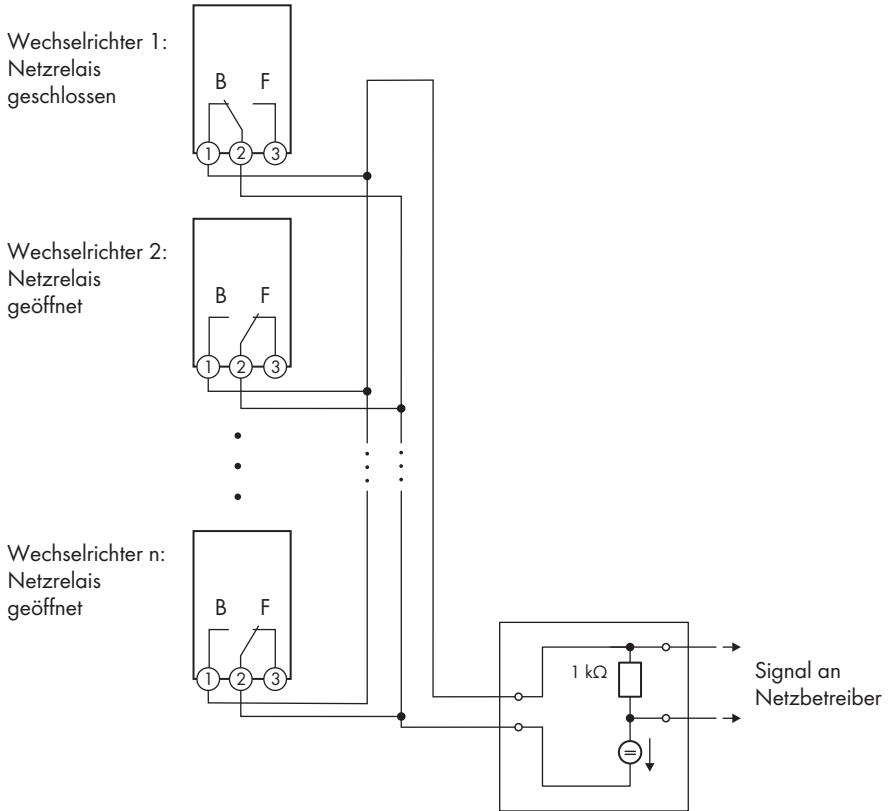 Wechselrichter 1:
Netzrelais
geschlossen
B F
1 2 3
Wechselrichter 2:
Netzrelais
geöffnet
B F
1 2 3
Wechselrichter n:
Netzrelais
geöffnet
B F
1 2 3
1 kΩ
Signal an
Netzbetreiber